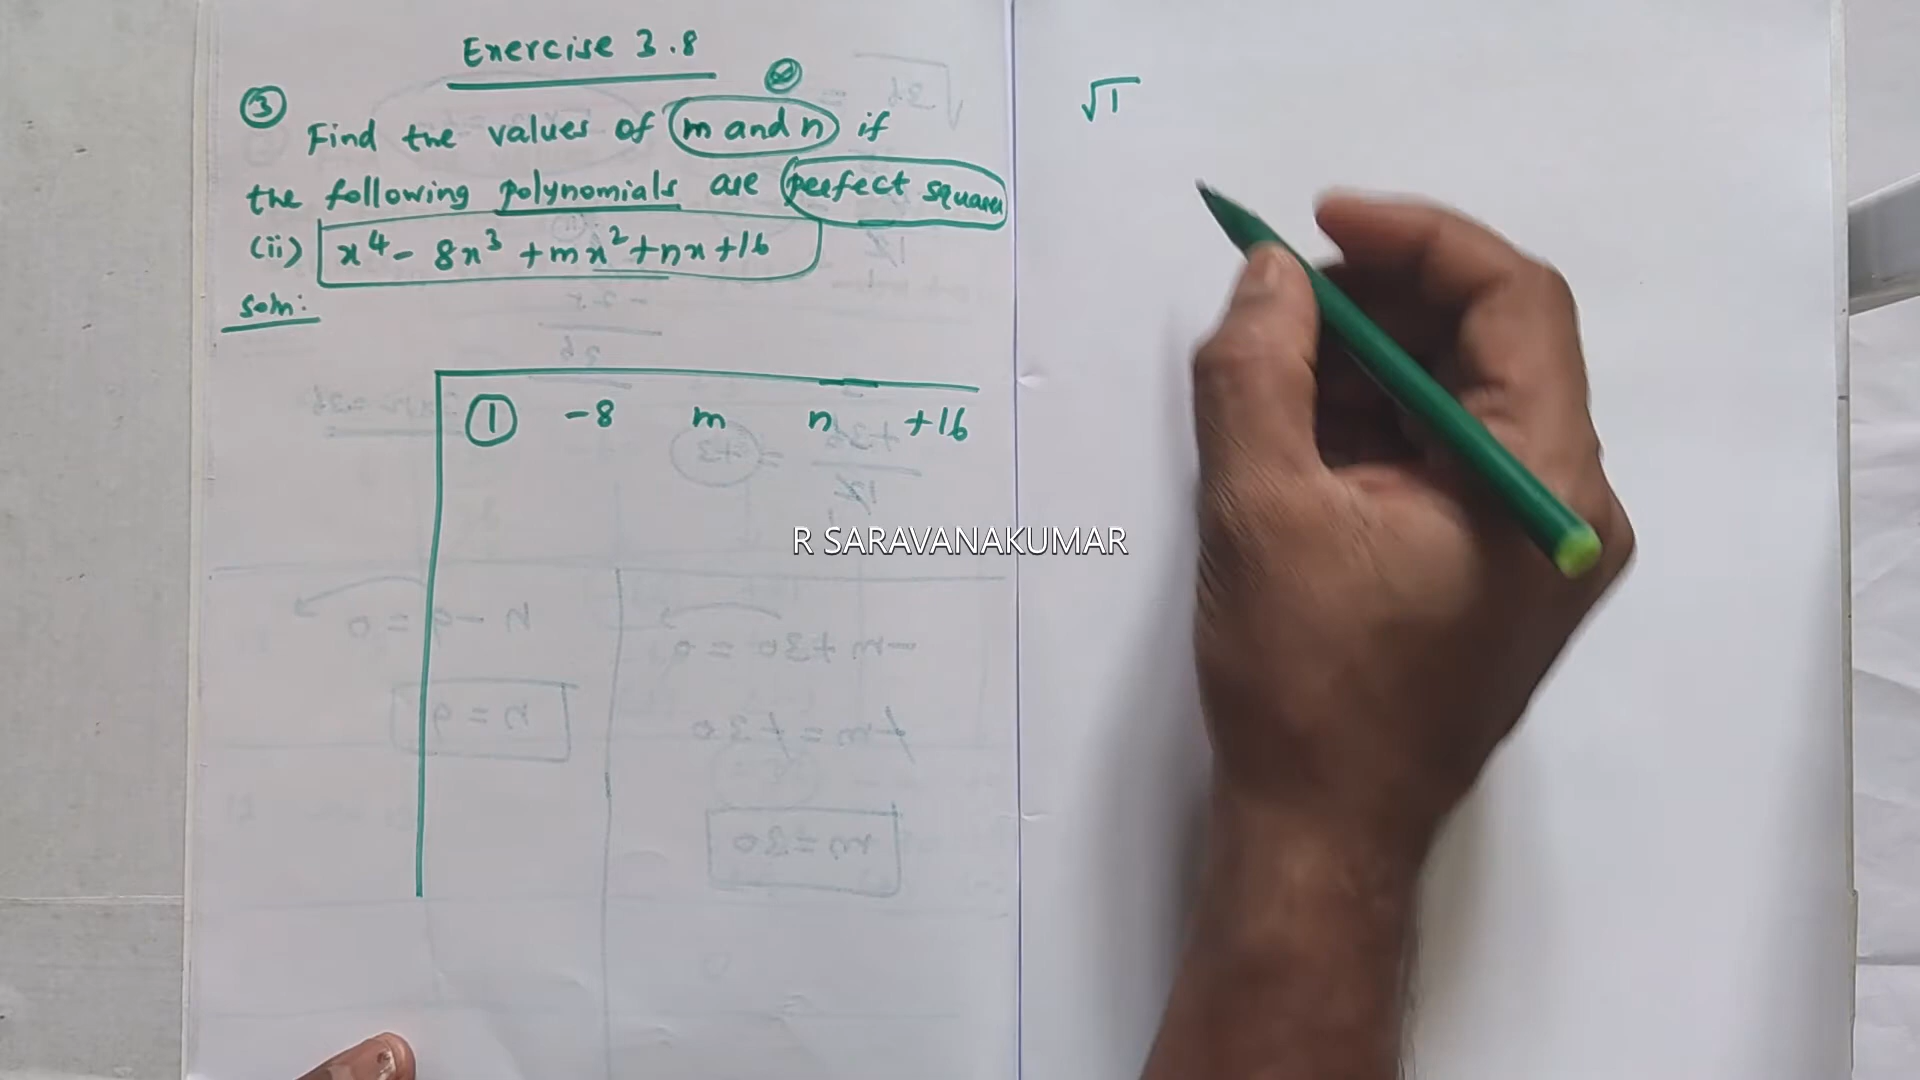 Exercise 3.8
③
Find the values of m and n if
the following polynomials are perfect squares
(ii) x⁴ - 8x³ + mx² + nx + 16
Soln:
① -8 m n +16
√1
R SARAVANAKUMAR